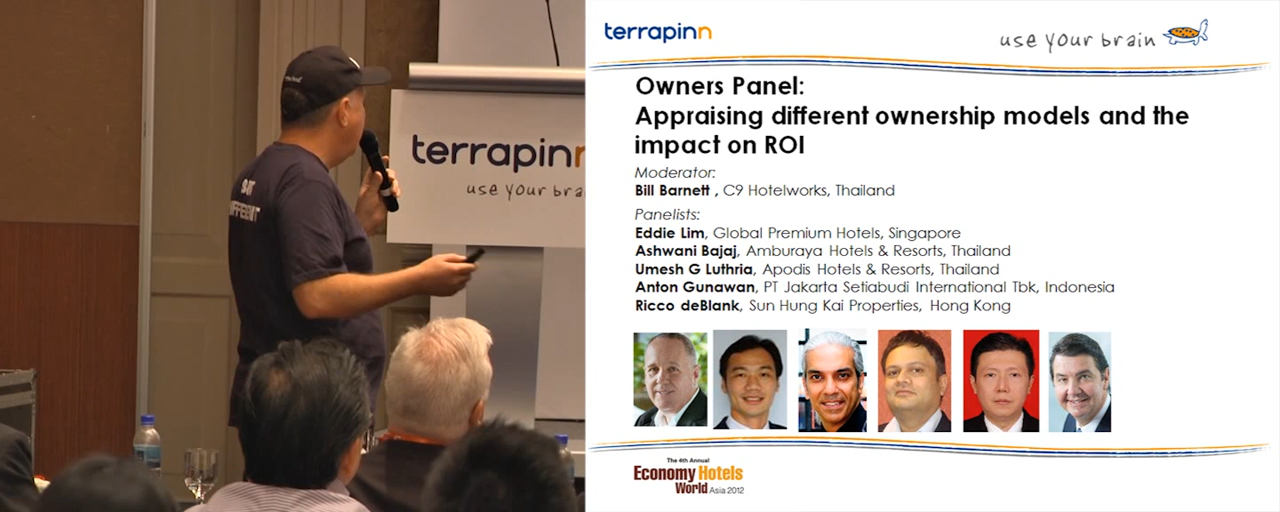 terrapin
use your bra
terrapinn
use your brain
Owners Panel:
Appraising different ownership models and the
impact on ROI
Moderator:
Bill Barnett , C9 Hotelworks, Thailand
Panelists:
Eddie Lim, Global Premium Hotels, Singapore
Ashwani Bajaj, Amburaya Hotels & Resorts, Thailand
Umesh G Luthria, Apodis Hotels & Resorts, Thailand
Anton Gunawan, PT Jakarta Setiabudi International Tbk, Indonesia
Ricco deBlank, Sun Hung Kai Properties, Hong Kong
The 4th Annual
Economy Hotels
World Asia 2012